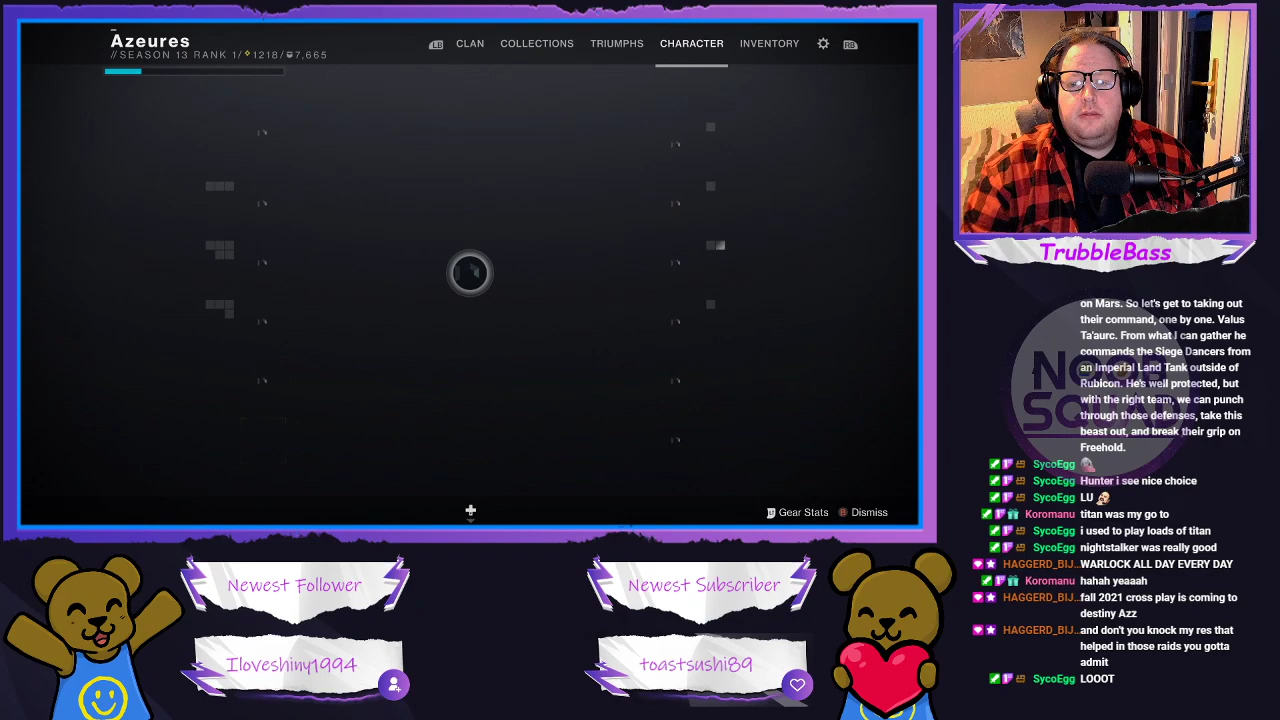 Azeures
//SEASON 13 RANK 1/ 1218/ 7,665
LB CLAN COLLECTIONS TRIUMPHS CHARACTER INVENTORY RB
Gear Stats B Dismiss
TrubbleBass
NOOB
SQUAD
on Mars. So let's get to taking out
their command, one by one. Valus
Ta'aurc. From what I can gather he
commands the Siege Dancers from
an Imperial Land Tank outside of
Rubicon. He's well protected, but
with the right team, we can punch
through those defenses, take this
beast out, and break their grip on
Freehold.
SycoEgg
SycoEgg Hunter i see nice choice
SycoEgg LU
Koromanu titan was my go to
SycoEgg i used to play loads of titan
SycoEgg nightstalker was really good
HAGGERD_BIJ... WARLOCK ALL DAY EVERY DAY
Koromanu hahah yeaaah
HAGGERD_BIJ... fall 2021 cross play is coming to
destiny Azz
HAGGERD_BIJ... and don't you knock my res that
helped in those raids you gotta
admit
SycoEgg LOOOT
Newest Follower
Iloveshiny1994
Newest Subscriber
toastsushi89